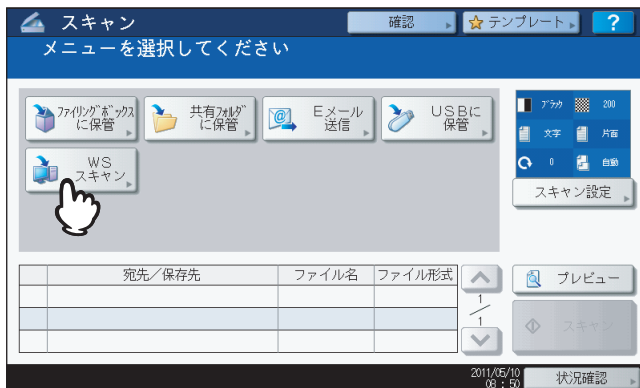 スキャン
確認
テンプレート
?
メニューを選択してください
ファイリングボックス
に保管
共有フォルダ
に保管
Eメール
送信
USBに
保管
WS
スキャン
ブラック
200
文字
片面
0
自動
スキャン設定
宛先/保存先
ファイル名
ファイル形式
1
1
プレビュー
スキャン
2011/05/10
08:50
状況確認